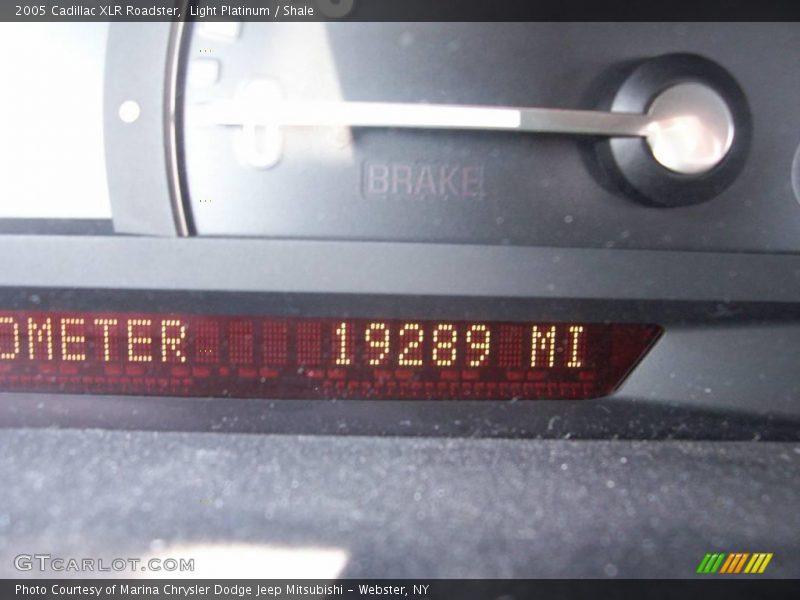 2005 Cadillac XLR Roadster, Light Platinum / Shale
0
BRAKE
OMETER 19289 MI
GTCARLOT.COM
Photo Courtesy of Marina Chrysler Dodge Jeep Mitsubishi – Webster, NY